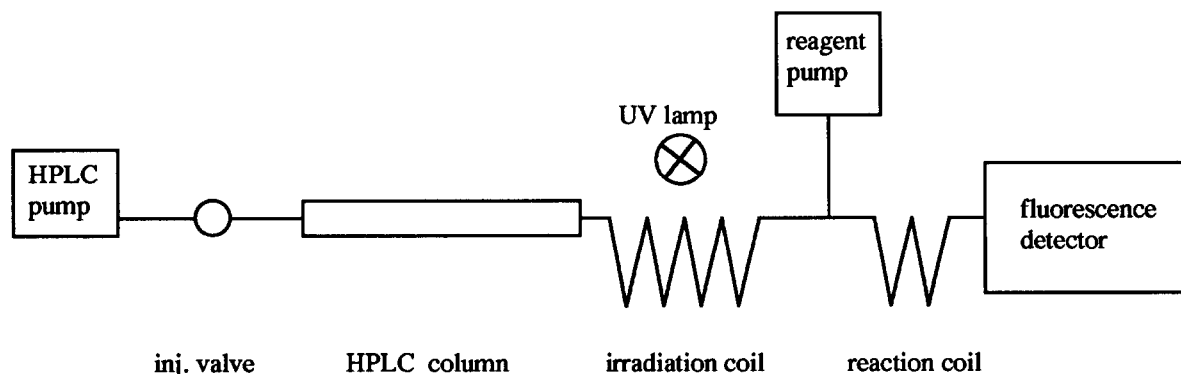 reagent
pump
UV lamp
HPLC
pump
fluorescence
detector
inj. valve HPLC column irradiation coil reaction coil